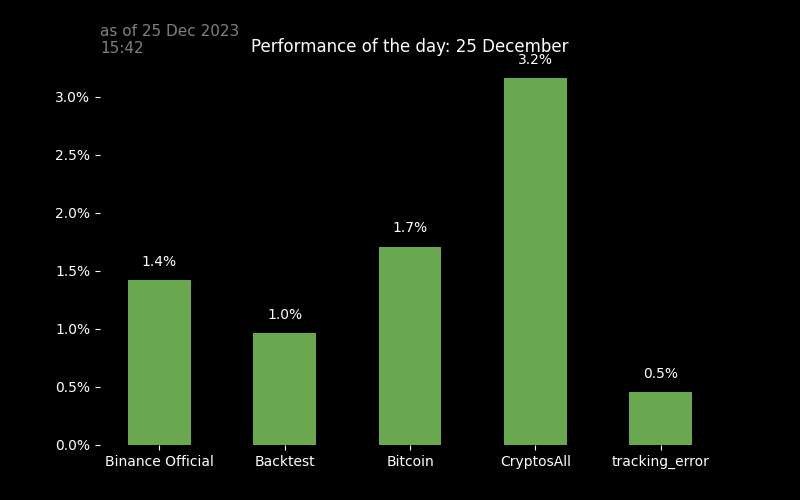 as of 25 Dec 2023
15:42
Performance of the day: 25 December
3.2%
3.0%
2.5%
2.0%
1.7%
1.5%
1.4%
1.0%
1.0%
0.5%
0.5%
0.0%
Binance Official
Backtest
Bitcoin
CryptosAll
tracking_error